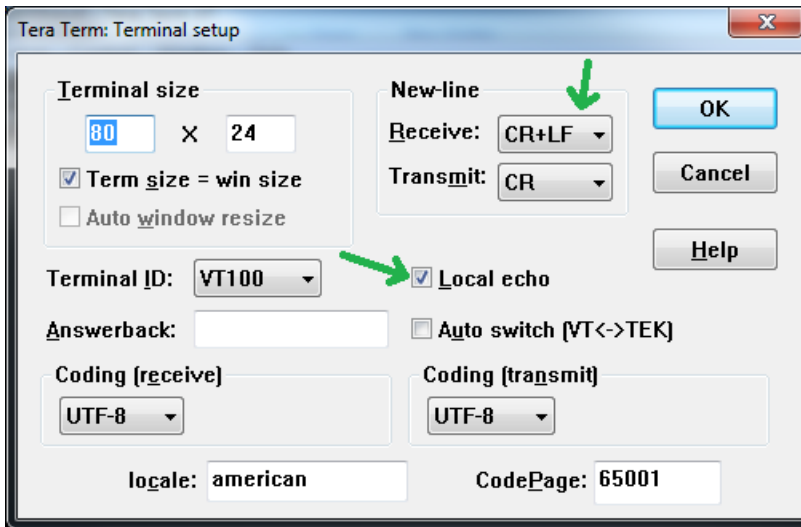 Tera Term: Terminal setup
Terminal size
80 X 24
Term size = win size
Auto window resize
New-line
Receive: CR+LF
Transmit: CR
OK
Cancel
Help
Terminal ID: VT100
Local echo
Answerback:
Auto switch (VT<->TEK)
Coding (receive)
UTF-8
Coding (transmit)
UTF-8
locale: american
CodePage: 65001